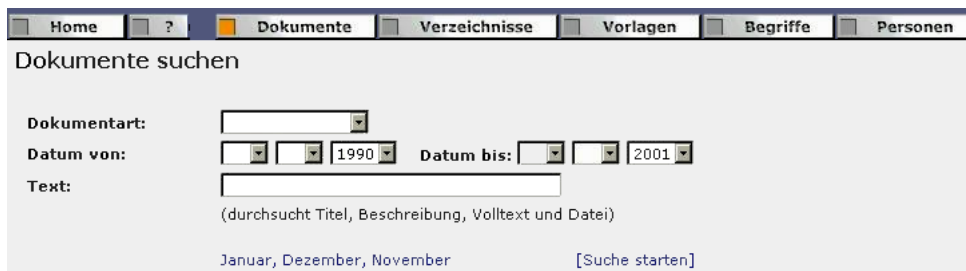 Home ? Dokumente Verzeichnisse Vorlagen Begriffe Personen
Dokumente suchen
Dokumentart:
Datum von: 1990 Datum bis: 2001
Text:
(durchsucht Titel, Beschreibung, Volltext und Datei)
Januar, Dezember, November [Suche starten]